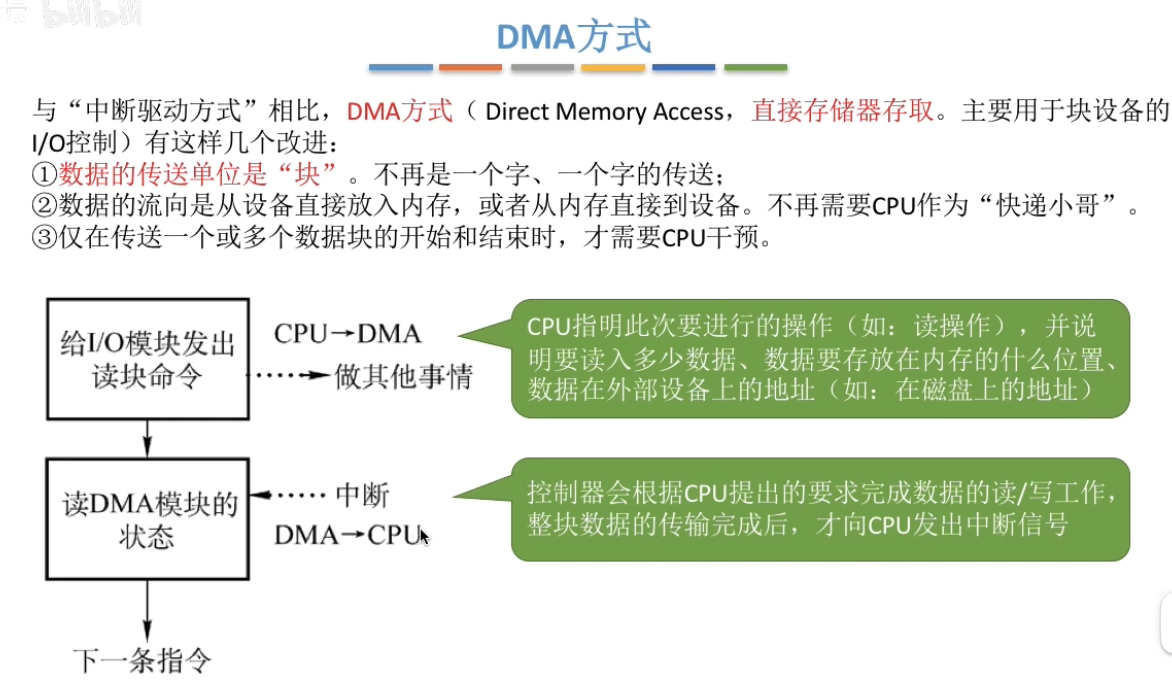 bilibili
DMA方式
与“中断驱动方式”相比，DMA方式（ Direct Memory Access，直接存储器存取。主要用于块设备的
I/O控制）有这样几个改进：
①数据的传送单位是“块”。不再是一个字、一个字的传送；
②数据的流向是从设备直接放入内存，或者从内存直接到设备。不再需要CPU作为“快递小哥”。
③仅在传送一个或多个数据块的开始和结束时，才需要CPU干预。
给I/O模块发出
读块命令
CPU→DMA
做其他事情
CPU指明此次要进行的操作（如：读操作），并说
明要读入多少数据、数据要存放在内存的什么位置、
数据在外部设备上的地址（如：在磁盘上的地址）
读DMA模块的
状态
中断
DMA→CPU
控制器会根据CPU提出的要求完成数据的读/写工作，
整块数据的传输完成后，才向CPU发出中断信号
下一条指令